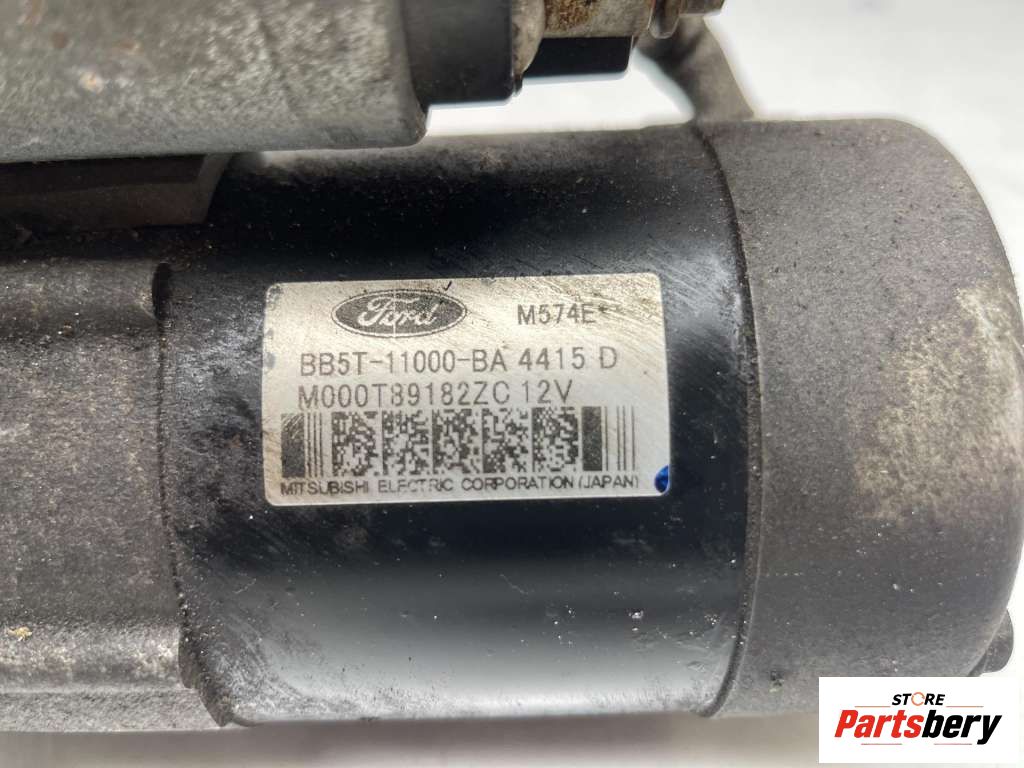 Ford M574E
BB5T-11000-BA 4415 D
M000T89182ZC 12V
MITSUBISHI ELECTRIC CORPORATION (JAPAN)
STORE
Partsbery